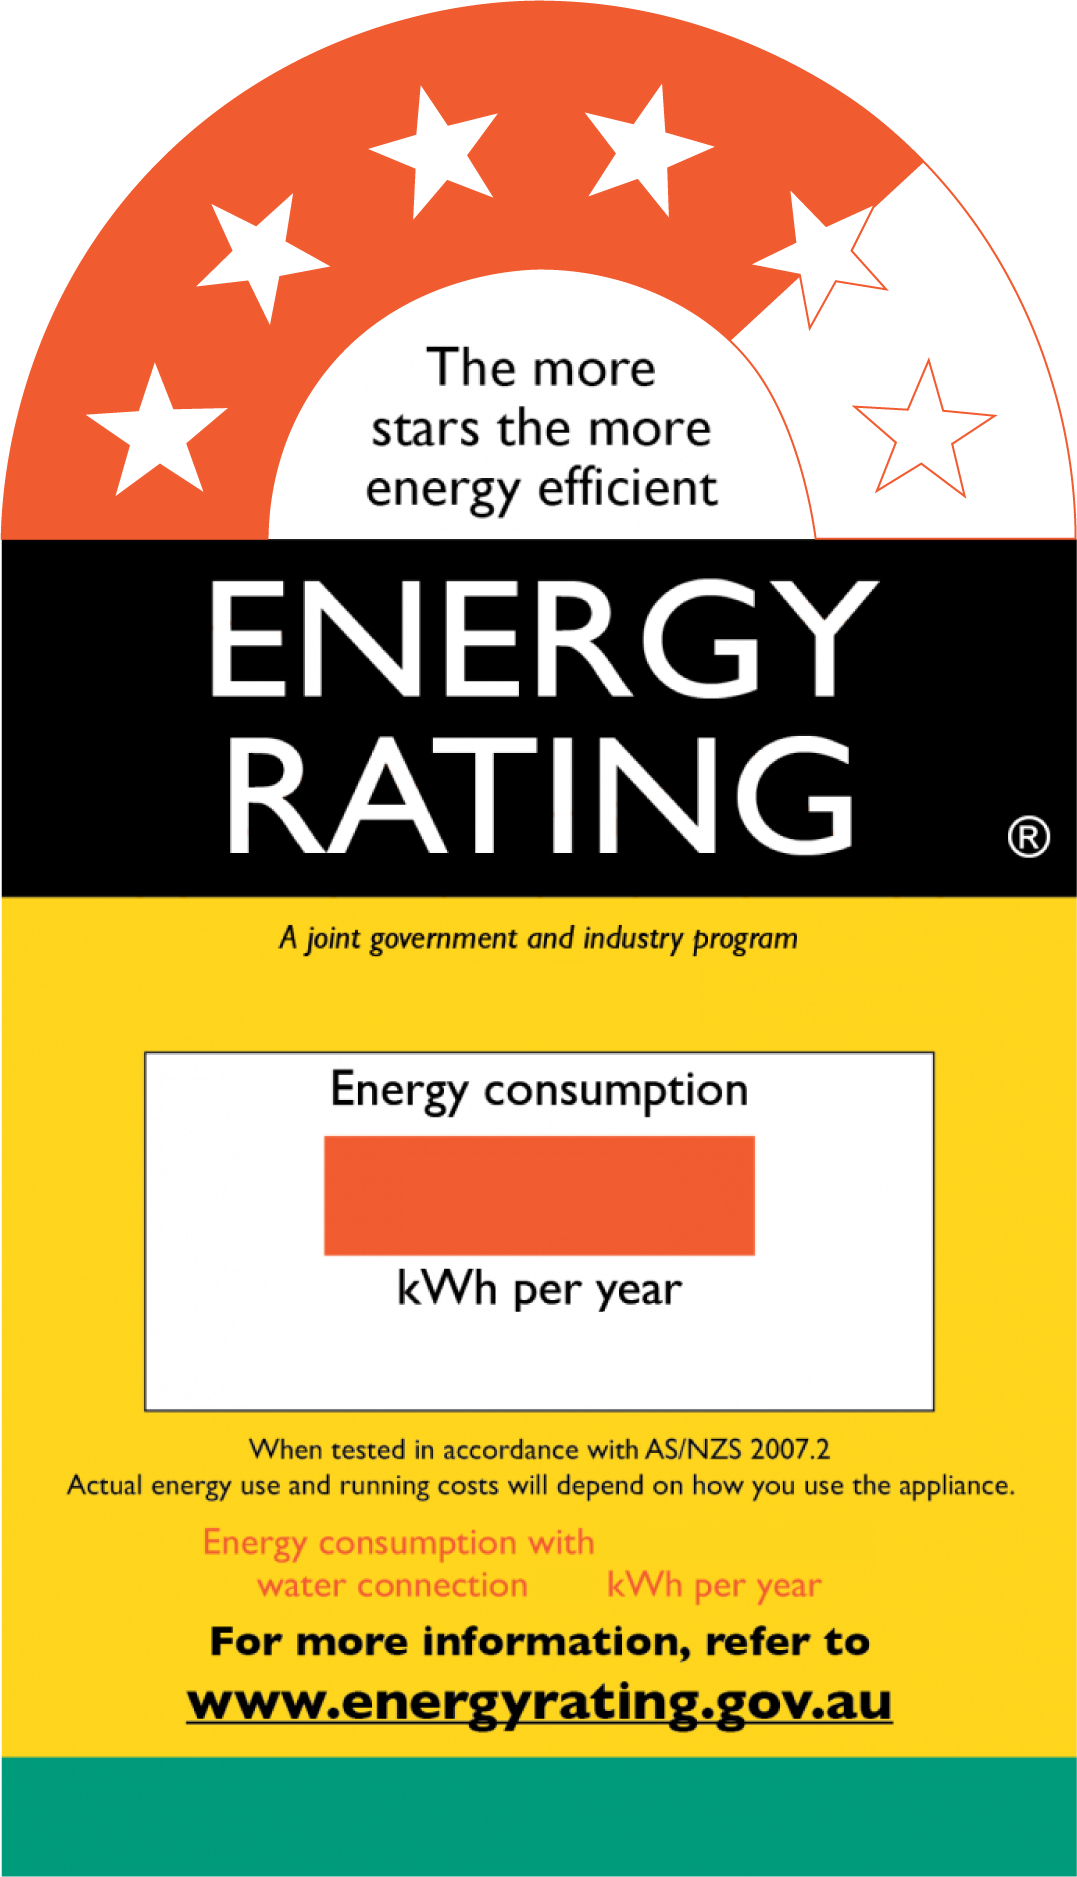 The more
stars the more
energy efficient
ENERGY
RATING
®
A joint government and industry program
Energy consumption
kWh per year
When tested in accordance with AS/NZS 2007.2
Actual energy use and running costs will depend on how you use the appliance.
Energy consumption with
water connection kWh per year
For more information, refer to
www.energyrating.gov.au